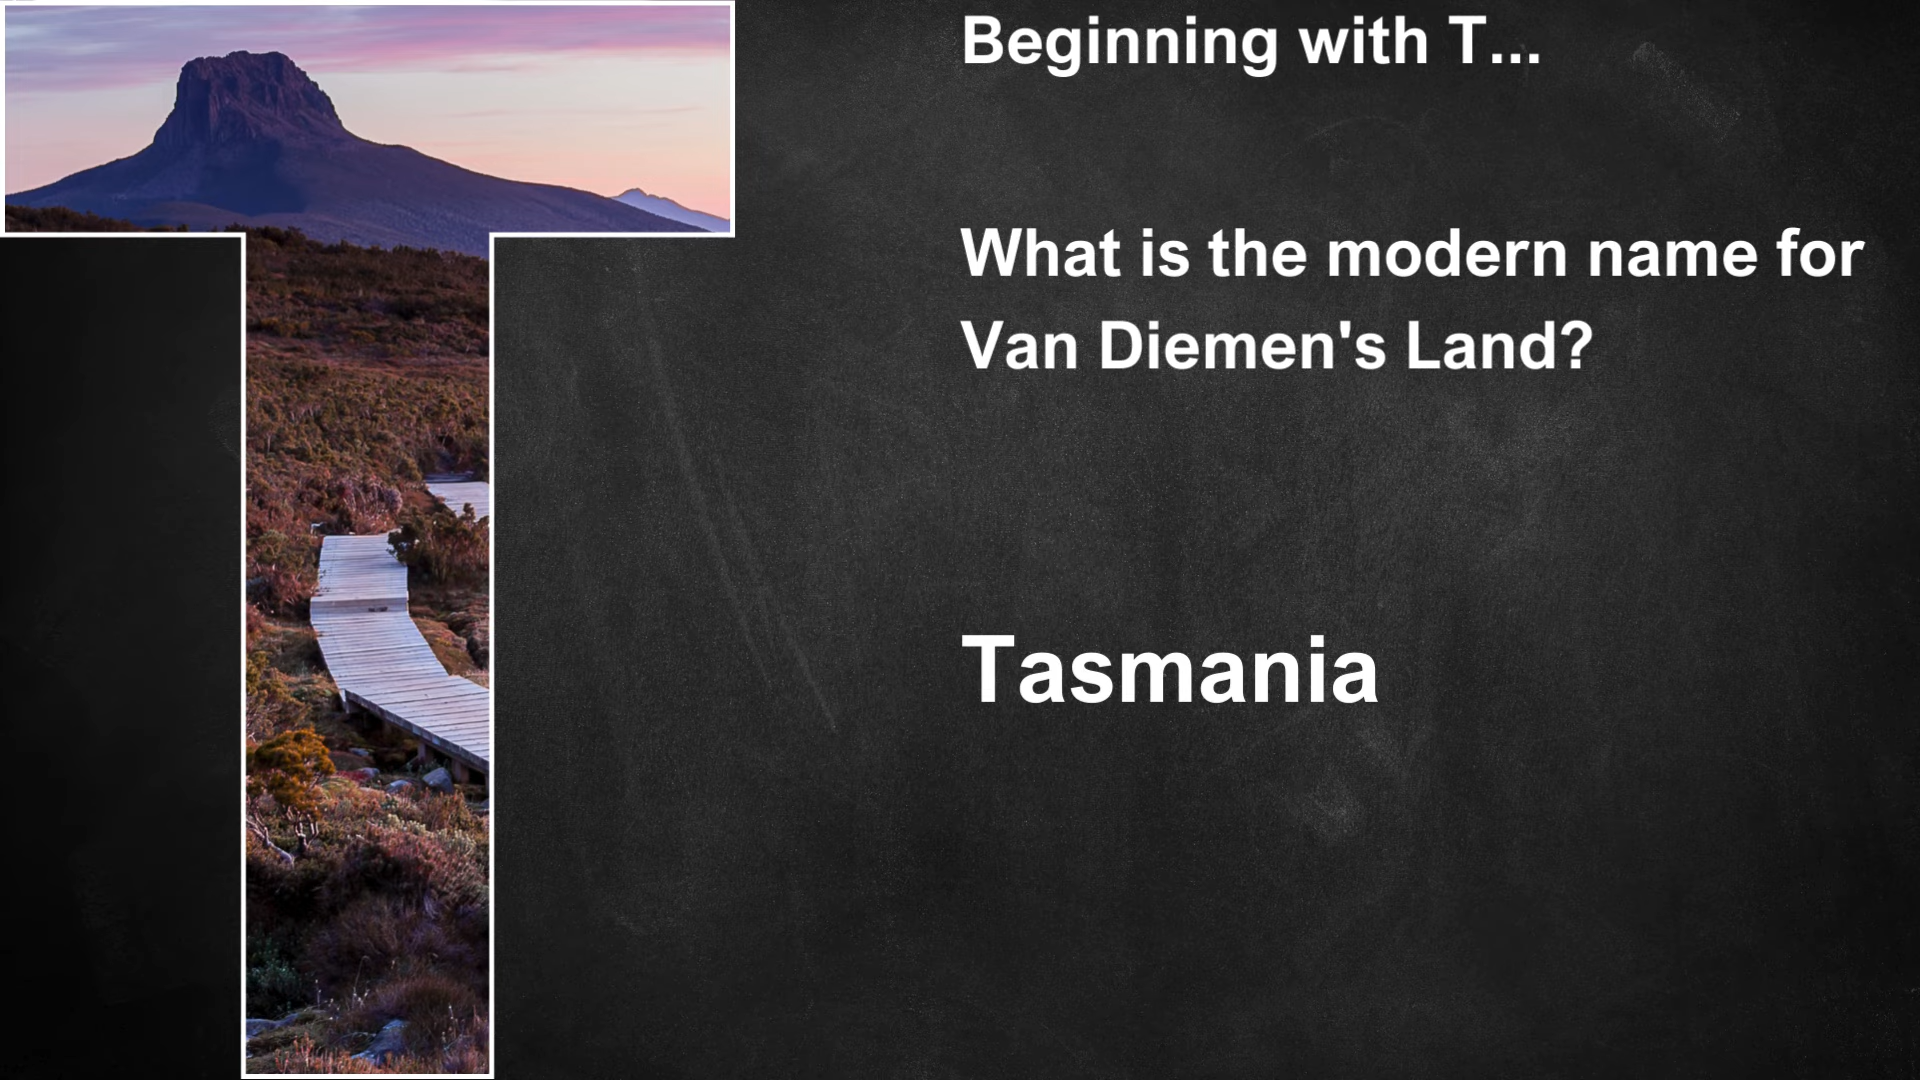 Beginning with T...
What is the modern name for
Van Diemen's Land?
Tasmania